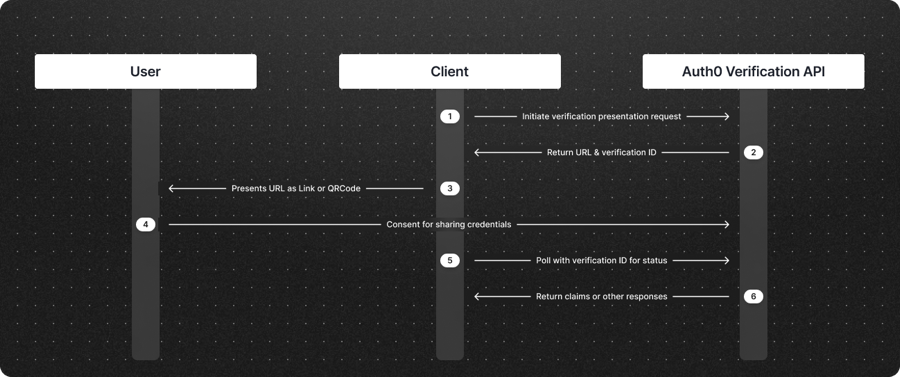 User
Client
Auth0 Verification API
1
Initiate verification presentation request
Return URL & verification ID
2
Presents URL as Link or QRCode
3
4
Consent for sharing credentials
5
Poll with verification ID for status
Return claims or other responses
6